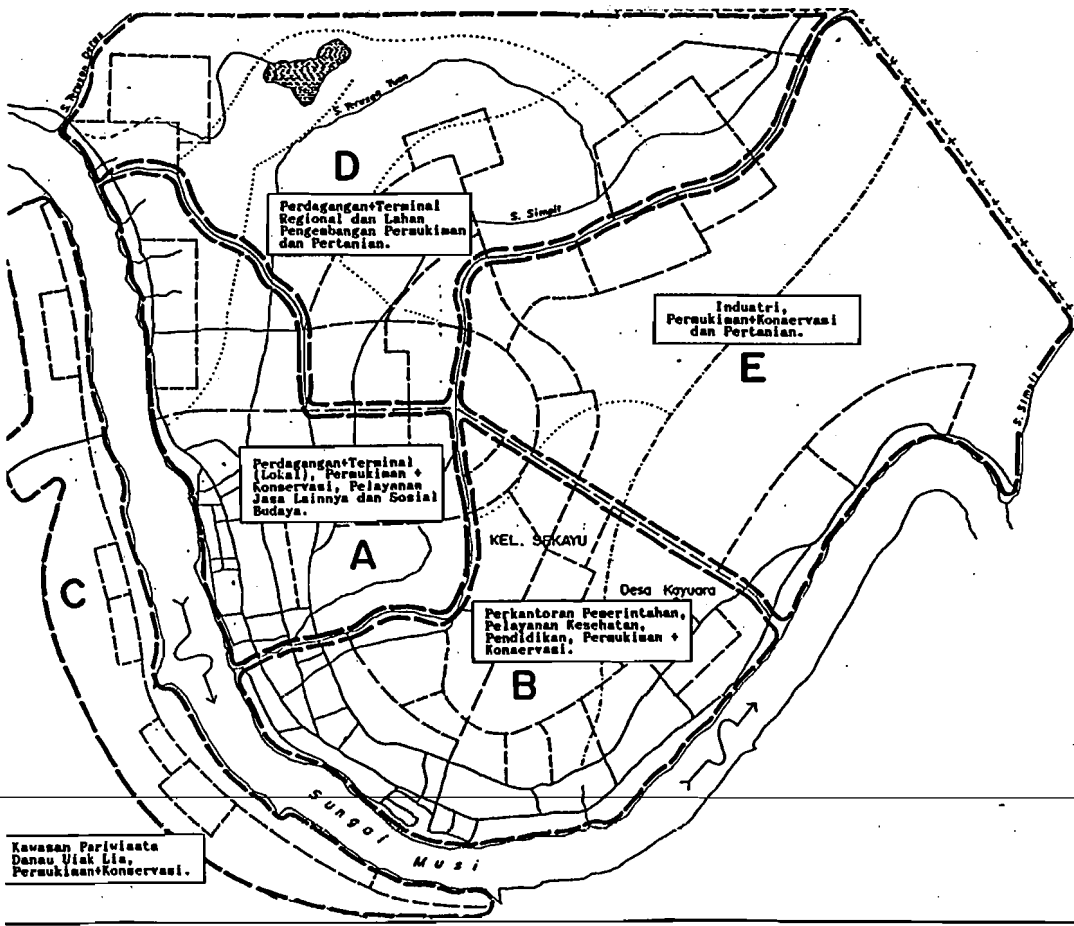 S. Simpit
D
Perdagangan+Terminal
Regional dan Lahan
Pengembangan Permukiman
dan Pertanian.
Industri,
Permukiman+Konservasi
dan Pertanian.
E
S. Simpit
Perdagangan+Terminal
(Lokal), Permukiman +
Konservasi, Pelayanan
Jasa Lainnya dan Sosial
Budaya.
A
KEL. SEKAYU
C
Desa Kayuara
Perkantoran Pemerintahan,
Pelayanan Kesehatan,
Pendidikan, Permukiman +
Konservasi.
B
Sungai Musi
Kawasan Pariwisata
Danau Ulak Lia,
Permukiman+Konservasi.